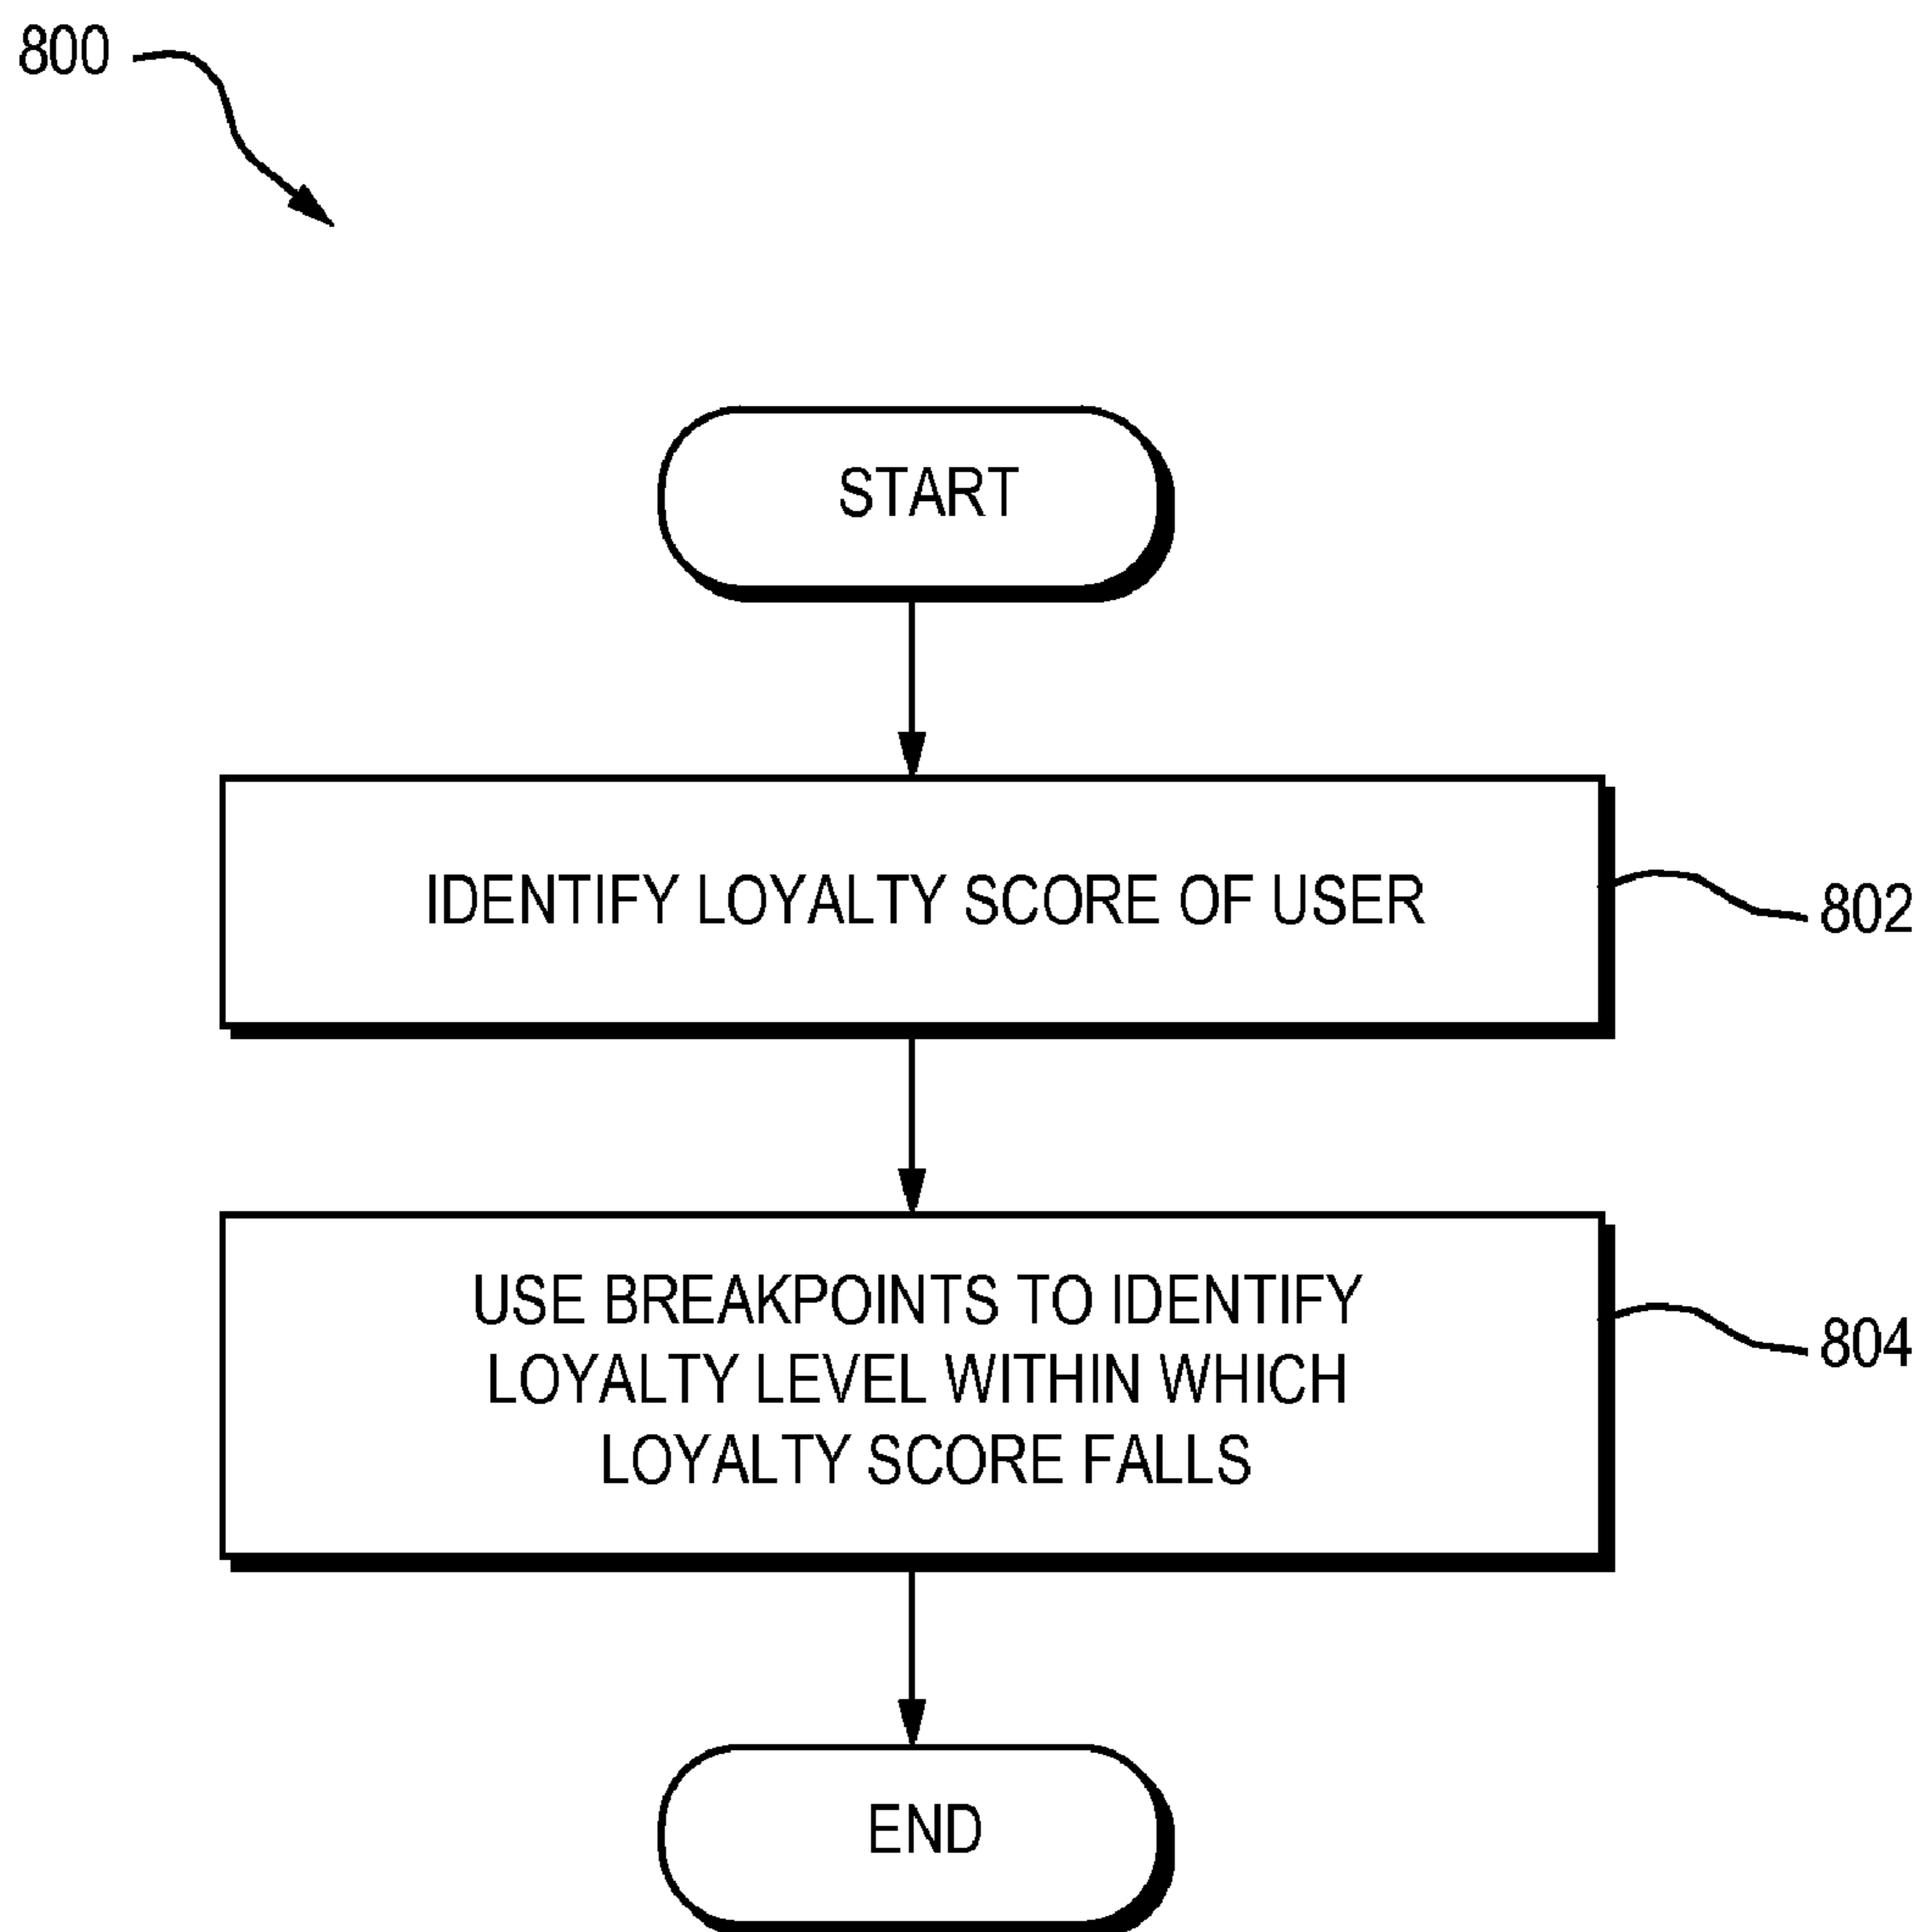 800
START
IDENTIFY LOYALTY SCORE OF USER
802
USE BREAKPOINTS TO IDENTIFY
LOYALTY LEVEL WITHIN WHICH
LOYALTY SCORE FALLS
804
END